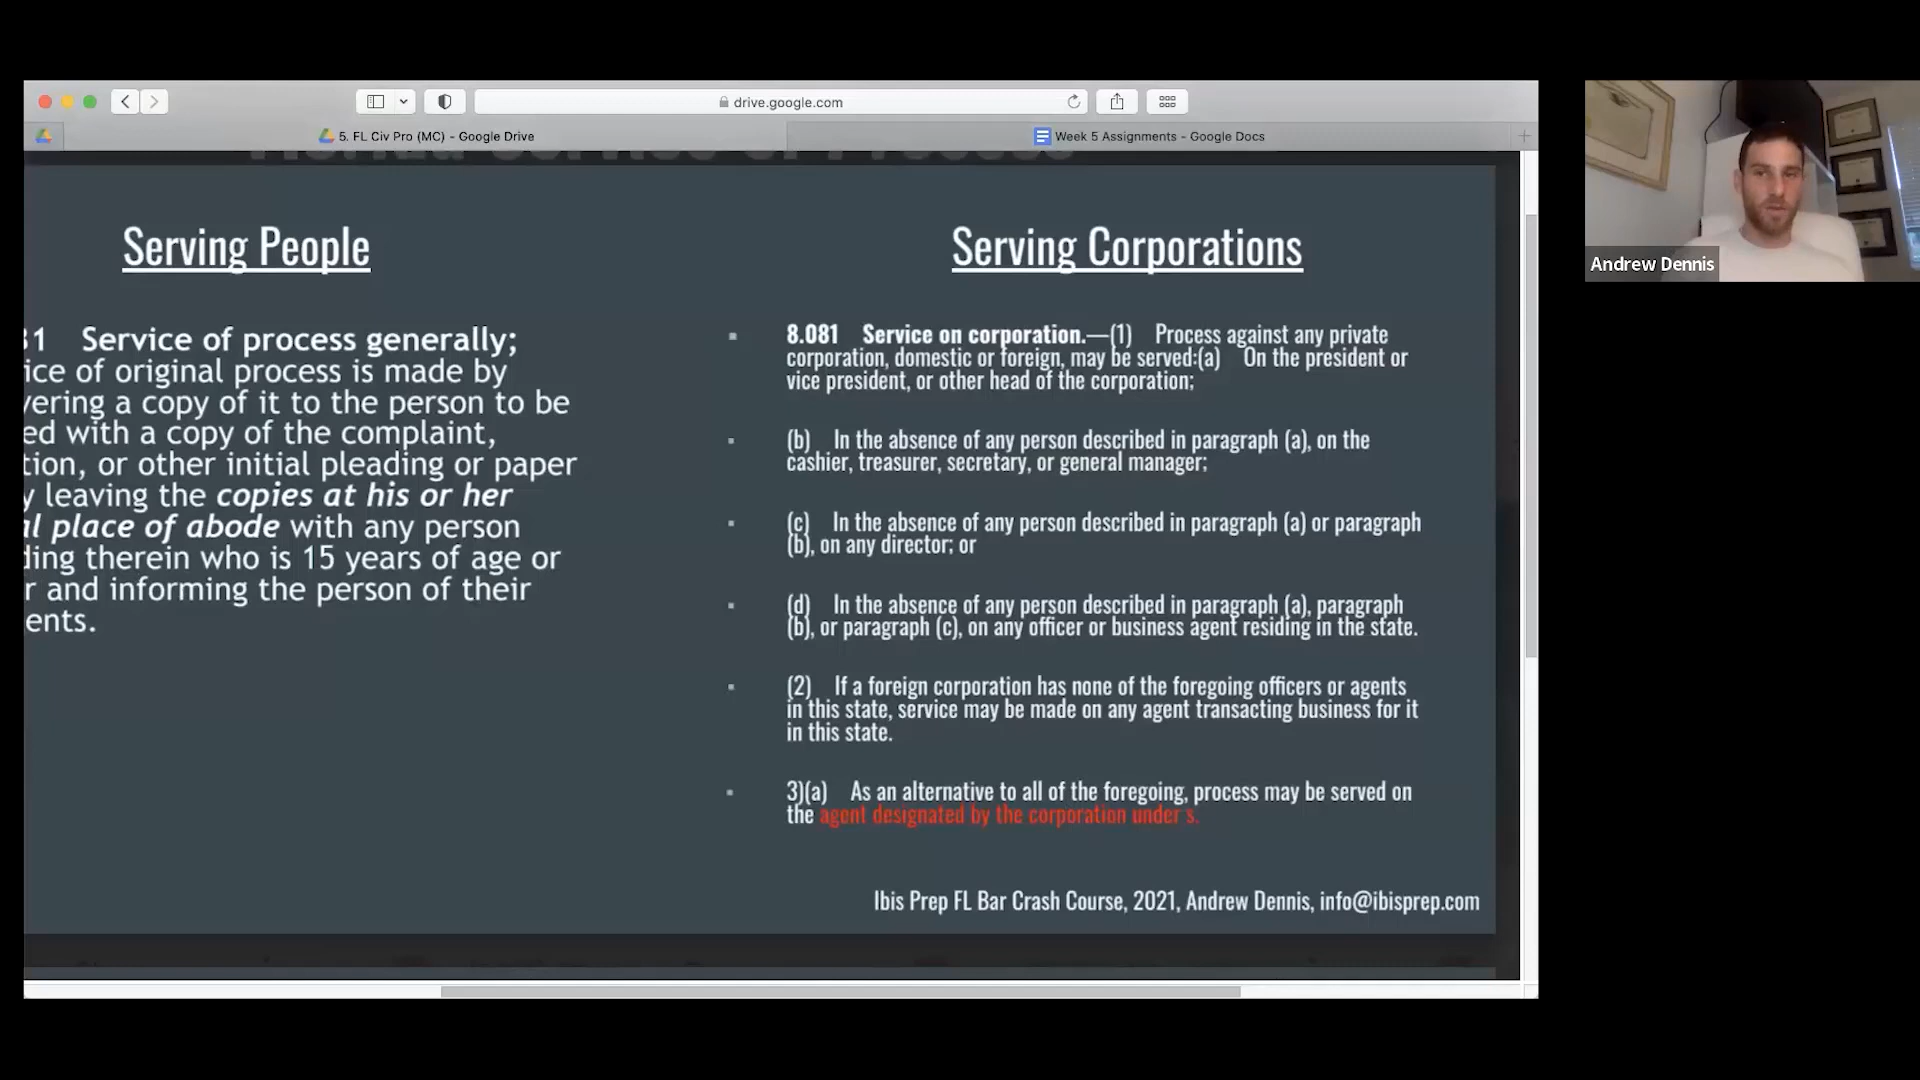 drive.google.com
5. FL Civ Pro (MC) - Google Drive
Week 5 Assignments - Google Docs
Serving People
31 Service of process generally;
ice of original process is made by
vering a copy of it to the person to be
ed with a copy of the complaint,
tion, or other initial pleading or paper
y leaving the copies at his or her
al place of abode with any person
ding therein who is 15 years of age or
r and informing the person of their
ents.
Serving Corporations
8.081 Service on corporation.—(1) Process against any private
corporation, domestic or foreign, may be served:(a) On the president or
vice president, or other head of the corporation;
(b) In the absence of any person described in paragraph (a), on the
cashier, treasurer, secretary, or general manager;
(c) In the absence of any person described in paragraph (a) or paragraph
(b), on any director; or
(d) In the absence of any person described in paragraph (a), paragraph
(b), or paragraph (c), on any officer or business agent residing in the state.
(2) If a foreign corporation has none of the foregoing officers or agents
in this state, service may be made on any agent transacting business for it
in this state.
3)(a) As an alternative to all of the foregoing, process may be served on
the agent designated by the corporation under s.
Ibis Prep FL Bar Crash Course, 2021, Andrew Dennis, info@ibisprep.com
Andrew Dennis